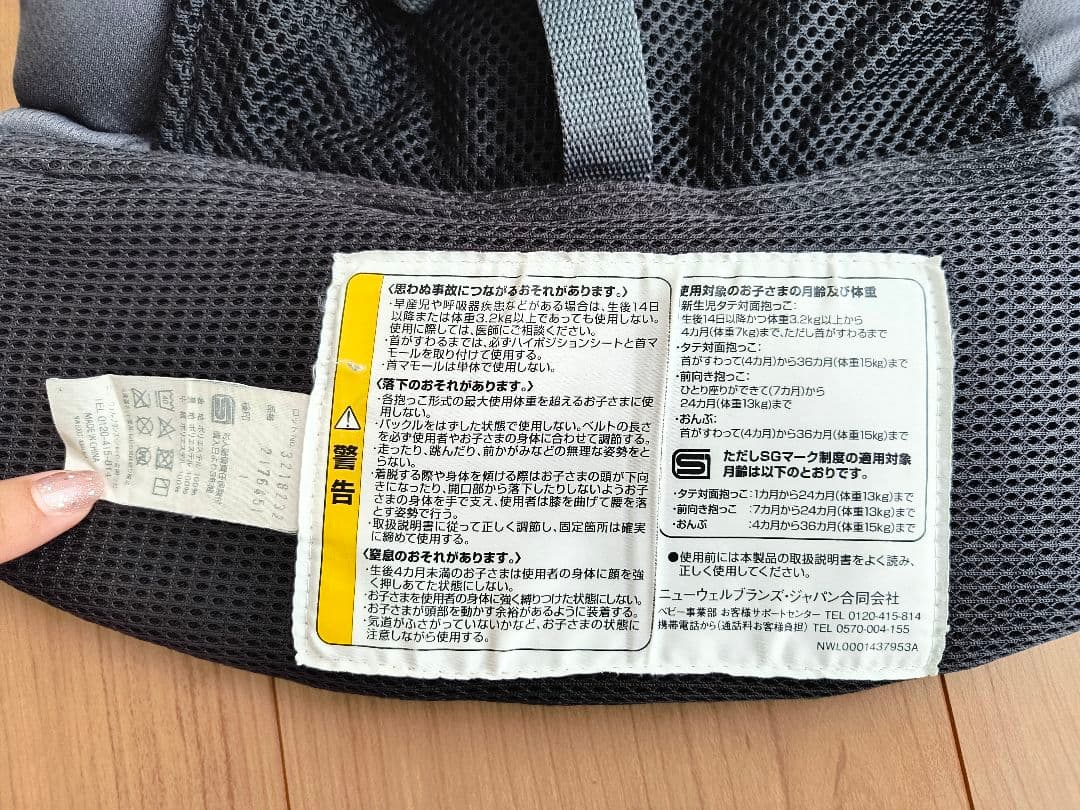 警告
〈思わぬ事故につながるおそれがあります。〉
・早産児や呼吸器疾患などがある場合は、生後14日
以降または体重3.2kg以上であっても使用しない。
使用に際しては、医師にご相談ください。
・首がすわるまでは、必ずハイポジションシートと首マ
モールを取り付けて使用する。
・首マモールは単体で使用しない。
〈落下のおそれがあります。〉
・各抱っこ形式の最大使用体重を超えるお子さまに使
用しない。
・バックルをはずした状態で使用しない。ベルトの長さ
を必ず使用者やお子さまの身体に合わせて調節する。
・走ったり、跳んだり、前かがみなどの無理な姿勢をと
らない。
・着脱する際や身体を傾ける際はお子さまの頭が下向
きになったり、開口部から落下したりしないようお子
さまの身体を手で支え、使用者は膝を曲げて腰を落
とす姿勢で行う。
・取扱説明書に従って正しく調節し、固定箇所は確実
に締めて使用する。
〈窒息のおそれがあります。〉
・生後4カ月未満のお子さまは使用者の身体に顔を強
く押しあてた状態にしない。
・お子さまを使用者の身体に強く縛りつけた状態にしない。
・お子さまが頭部を動かす余裕があるように装着する。
・気道がふさがっていないかなど、お子さまの状態に
注意しながら使用する。
使用対象のお子さまの月齢及び体重
・新生児タテ対面抱っこ:
生後14日以降かつ体重3.2kg以上から
4カ月(体重7kg)まで、ただし首がすわるまで
・タテ対面抱っこ:
首がすわって(4カ月)から36カ月(体重15kg)まで
・前向き抱っこ:
ひとり座りができて(7カ月)から
24カ月(体重13kg)まで
・おんぶ:
首がすわって(4カ月)から36カ月(体重15kg)まで
ただしSGマーク制度の適用対象
月齢は以下のとおりです。
・タテ対面抱っこ:1カ月から24カ月(体重13kg)まで
・前向き抱っこ :7カ月から24カ月(体重13kg)まで
・おんぶ :4カ月から36カ月(体重15kg)まで
●使用前には本製品の取扱説明書をよく読み、
正しく使用してください。
ニューウェルブランズ・ジャパン合同会社
ベビー事業部 お客様サポートセンター TEL 0120-415-814
携帯電話から(通話料お客様負担) TEL 0570-004-155
NWL0001437953A
TEL 0120-415-814
MADE IN CHINA